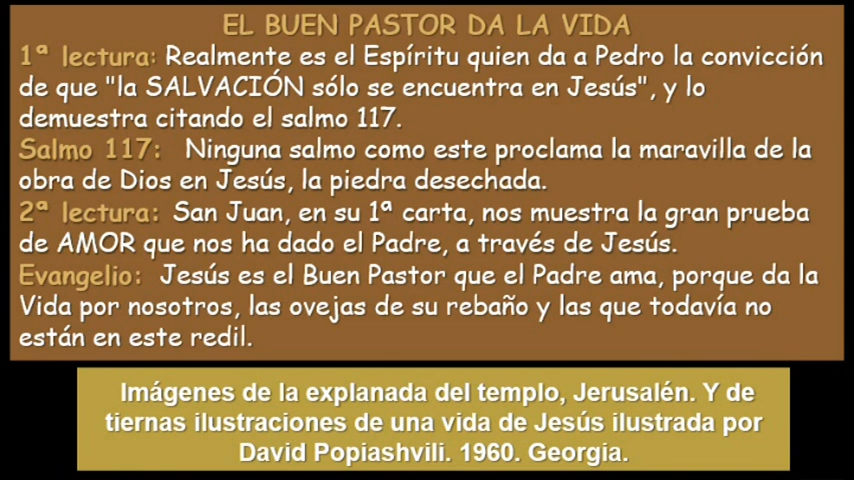 EL BUEN PASTOR DA LA VIDA
1ª lectura: Realmente es el Espíritu quien da a Pedro la convicción
de que "la SALVACIÓN sólo se encuentra en Jesús", y lo
demuestra citando el salmo 117.
Salmo 117: Ninguna salmo como este proclama la maravilla de la
obra de Dios en Jesús, la piedra desechada.
2ª lectura: San Juan, en su 1ª carta, nos muestra la gran prueba
de AMOR que nos ha dado el Padre, a través de Jesús.
Evangelio: Jesús es el Buen Pastor que el Padre ama, porque da la
Vida por nosotros, las ovejas de su rebaño y las que todavía no
están en este redil.
Imágenes de la explanada del templo, Jerusalén. Y de
tiernas ilustraciones de una vida de Jesús ilustrada por
David Popiashvili. 1960. Georgia.